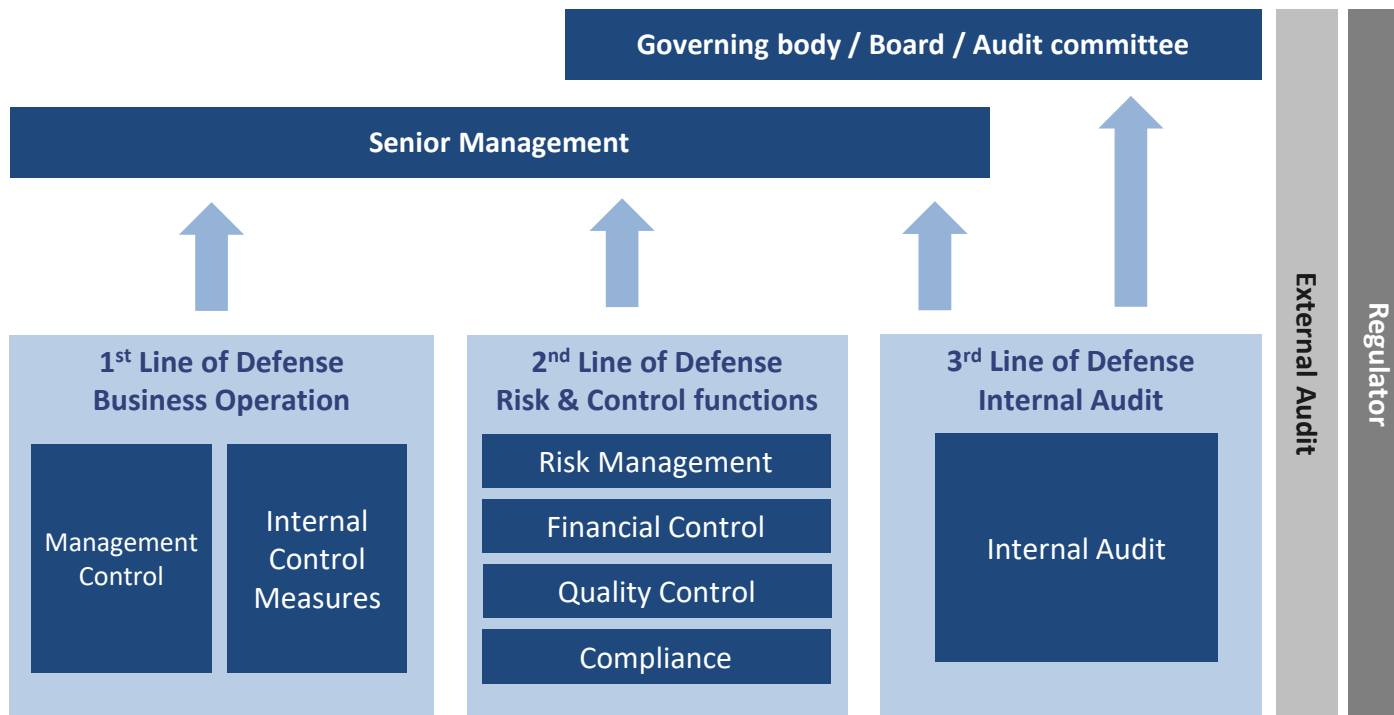 Governing body / Board / Audit committee
Senior Management
1st Line of Defense
Business Operation
Management
Control
Internal
Control
Measures
2nd Line of Defense
Risk & Control functions
Risk Management
Financial Control
Quality Control
Compliance
3rd Line of Defense
Internal Audit
Internal Audit
External Audit
Regulator